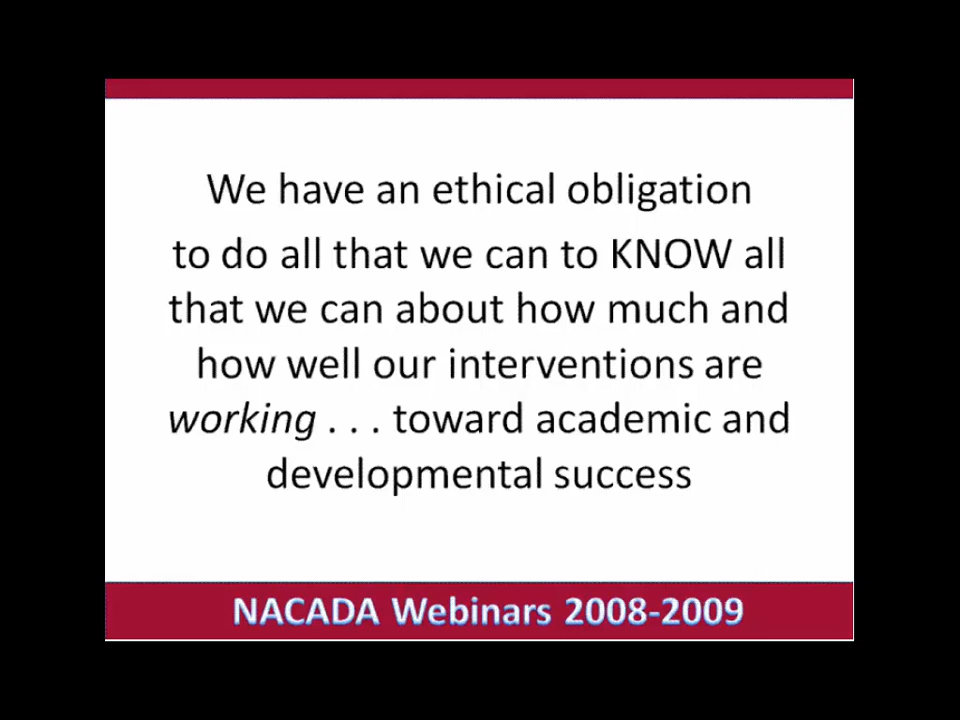 We have an ethical obligation
to do all that we can to KNOW all
that we can about how much and
how well our interventions are
working . . . toward academic and
developmental success
NACADA Webinars 2008-2009